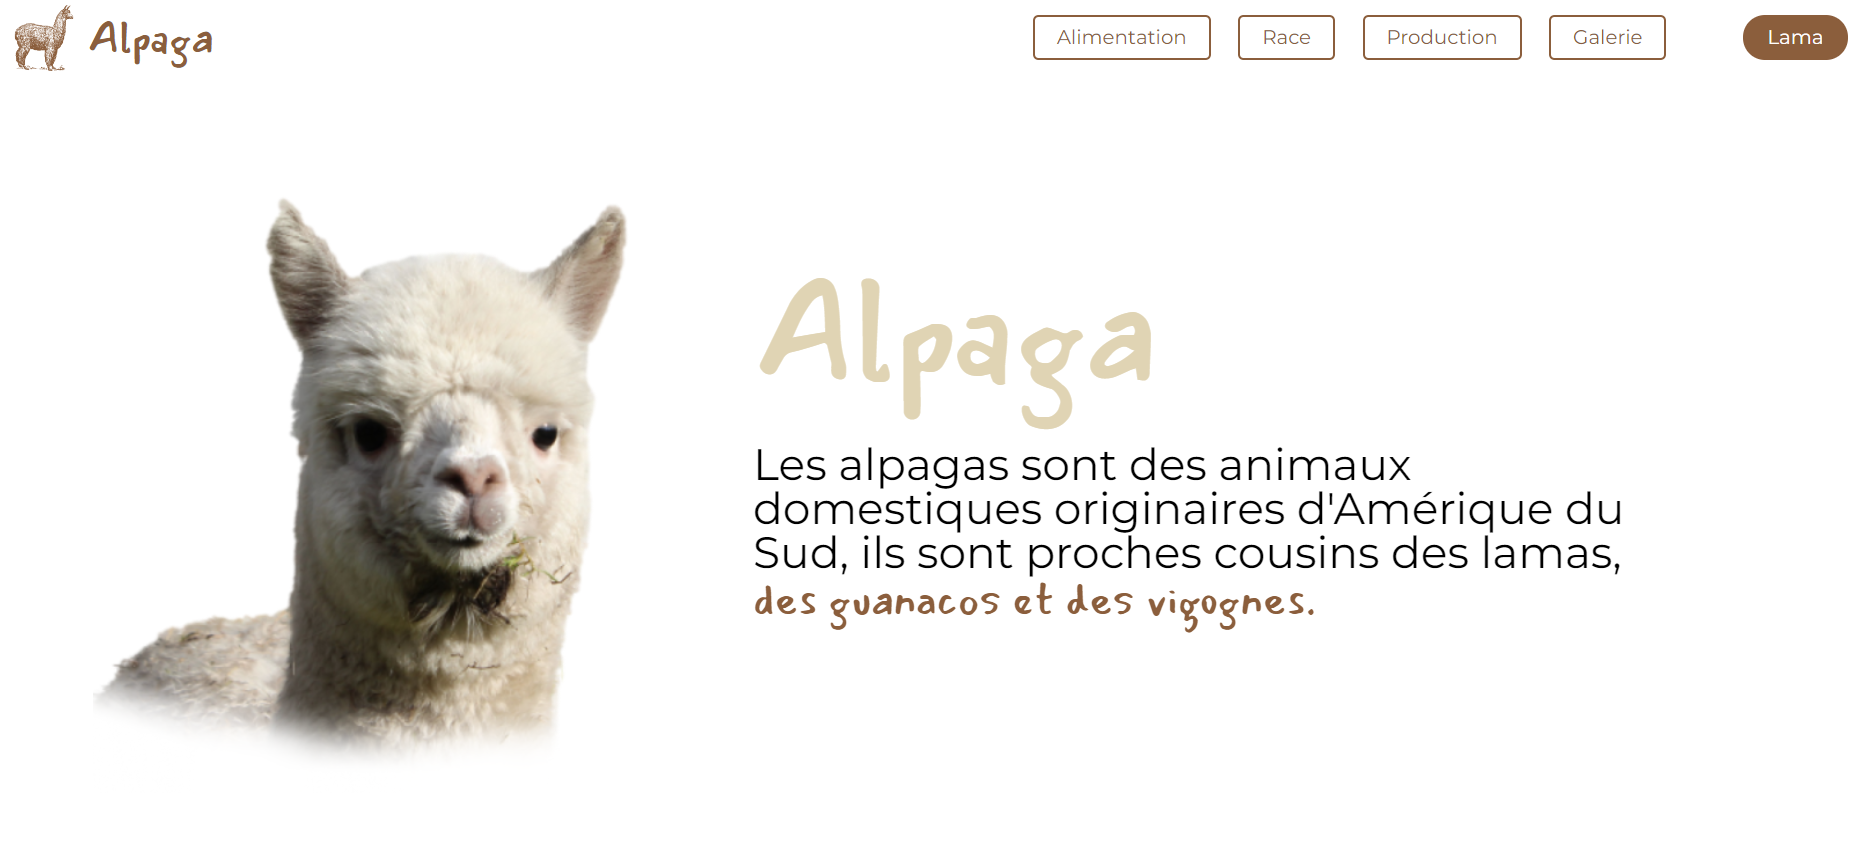 Alpaga
Alimentation
Race
Production
Galerie
Lama
Alpaga
Les alpagas sont des animaux
domestiques originaires d'Amérique du
Sud, ils sont proches cousins des lamas,
des guanacos et des vigognes.